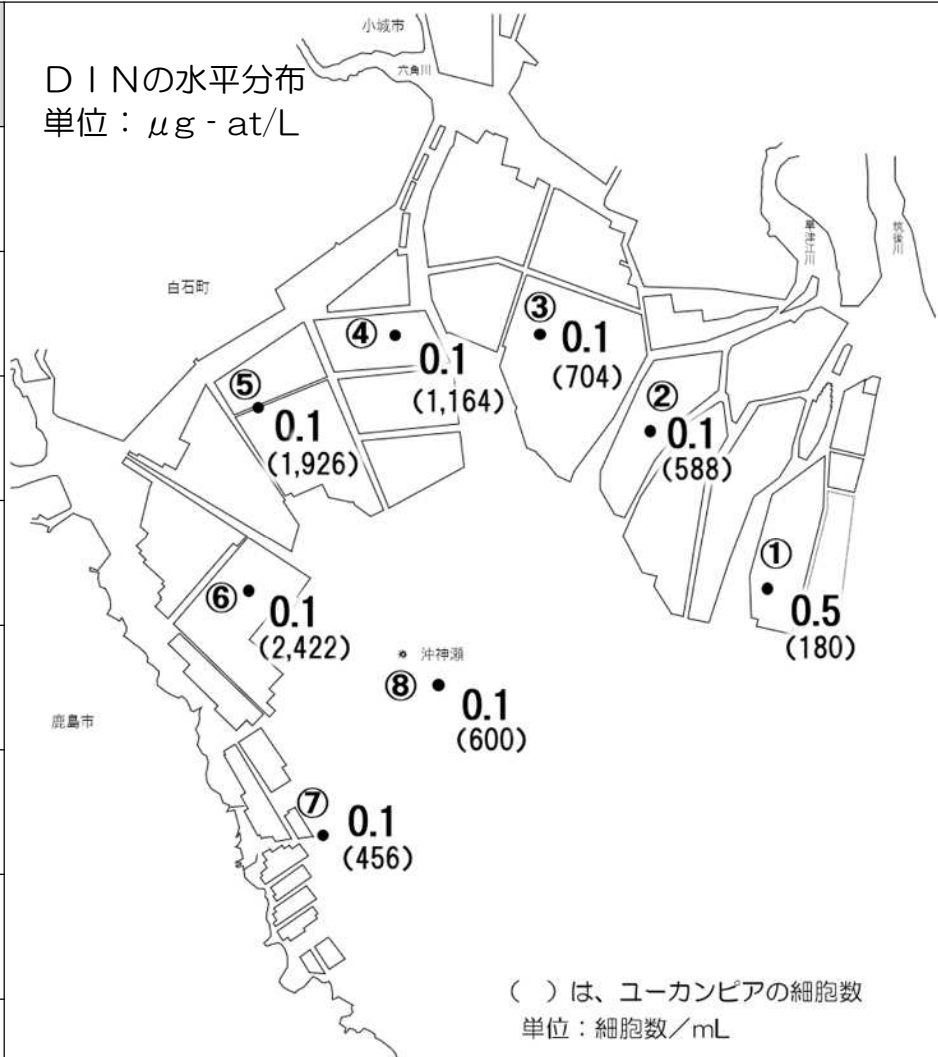 小城市
六角川
ＤＩＮの水平分布
単位：μg‐at/L
早津江川
筑後川
白石町
③
0.1
(704)
④
0.1
(1,164)
⑤
0.1
(1,926)
②
0.1
(588)
①
0.5
(180)
⑥
0.1
(2,422)
沖神瀬
⑧
0.1
(600)
鹿島市
⑦
0.1
(456)
（　）は、ユーカンピアの細胞数
単位：細胞数／mL